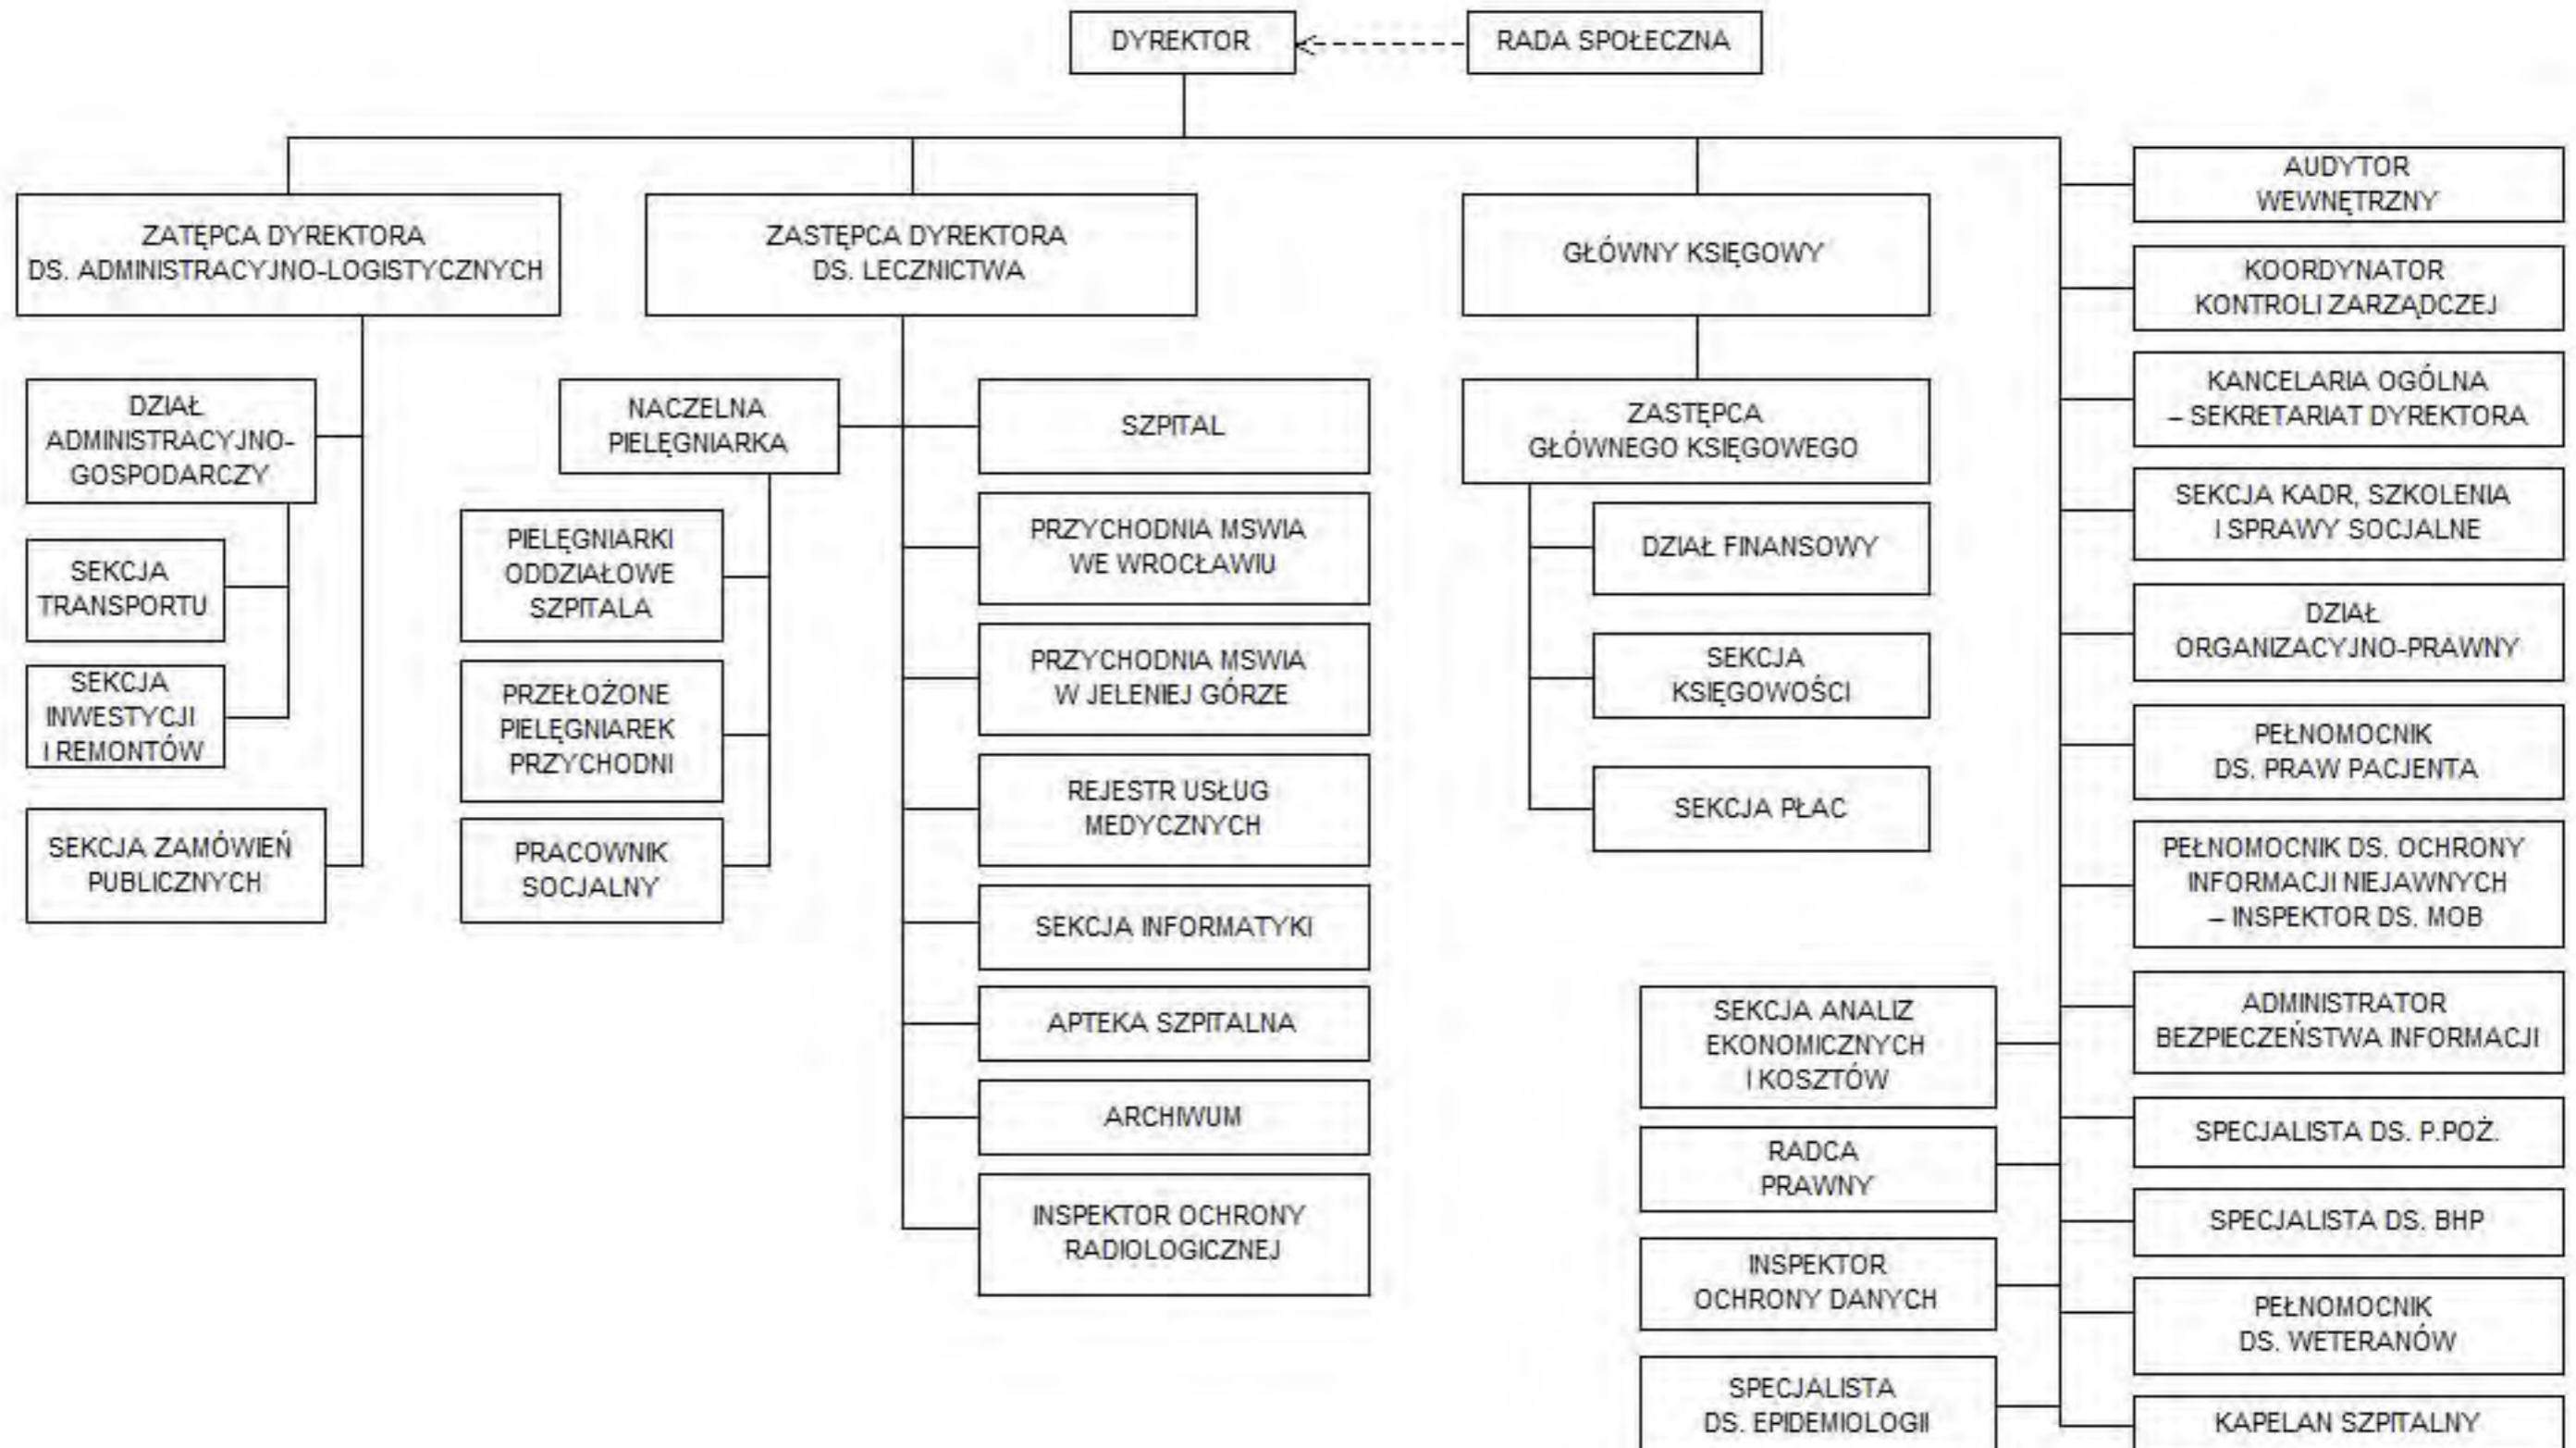 DYREKTOR
RADA SPOŁECZNA
ZATĘPCA DYREKTORA
DS. ADMINISTRACYJNO-LOGISTYCZNYCH
DZIAŁ
ADMINISTRACYJNO-
GOSPODARCZY
SEKCJA
TRANSPORTU
SEKCJA
INWESTYCJI
I REMONTÓW
SEKCJA ZAMÓWIEŃ
PUBLICZNYCH
ZASTĘPCA DYREKTORA
DS. LECZNICTWA
NACZELNA
PIELĘGNIARKA
PIELĘGNIARKI
ODDZIAŁOWE
SZPITALA
PRZEŁOŻONE
PIELĘGNIAREK
PRZYCHODNI
PRACOWNIK
SOCJALNY
SZPITAL
PRZYCHODNIA MSWIA
WE WROCŁAWIU
PRZYCHODNIA MSWIA
W JELENIEJ GÓRZE
REJESTR USŁUG
MEDYCZNYCH
SEKCJA INFORMATYKI
APTEKA SZPITALNA
ARCHIWUM
INSPEKTOR OCHRONY
RADIOLOGICZNEJ
GŁÓWNY KSIĘGOWY
ZASTĘPCA
GŁÓWNEGO KSIĘGOWEGO
DZIAŁ FINANSOWY
SEKCJA
KSIĘGOWOŚCI
SEKCJA PŁAC
SEKCJA ANALIZ
EKONOMICZNYCH
I KOSZTÓW
RADCA
PRAWNY
INSPEKTOR
OCHRONY DANYCH
SPECJALISTA
DS. EPIDEMIOLOGII
AUDYTOR
WEWNĘTRZNY
KOORDYNATOR
KONTROLI ZARZĄDCZEJ
KANCELARIA OGÓLNA
– SEKRETARIAT DYREKTORA
SEKCJA KADR, SZKOLENIA
I SPRAWY SOCJALNE
DZIAŁ
ORGANIZACYJNO-PRAWNY
PEŁNOMOCNIK
DS. PRAW PACJENTA
PEŁNOMOCNIK DS. OCHRONY
INFORMACJI NIEJAWNYCH
– INSPEKTOR DS. MOB
ADMINISTRATOR
BEZPIECZEŃSTWA INFORMACJI
SPECJALISTA DS. P.POŻ.
SPECJALISTA DS. BHP
PEŁNOMOCNIK
DS. WETERANÓW
KAPELAN SZPITALNY